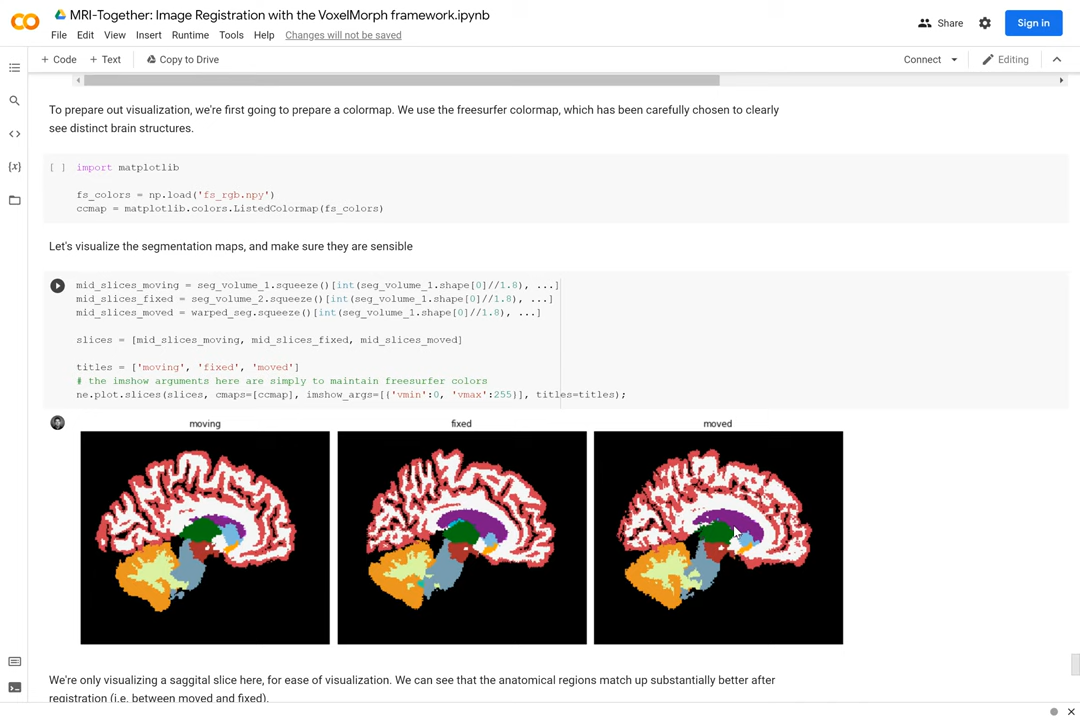 MRI-Together: Image Registration with the VoxelMorph framework.ipynb
File Edit View Insert Runtime Tools Help Changes will not be saved
Share
Sign in
+ Code + Text Copy to Drive
Connect
Editing
To prepare out visualization, we're first going to prepare a colormap. We use the freesurfer colormap, which has been carefully chosen to clearly
see distinct brain structures.
[ ] import matplotlib
fs_colors = np.load('fs_rgb.npy')
ccmap = matplotlib.colors.ListedColormap(fs_colors)
Let's visualize the segmentation maps, and make sure they are sensible
mid_slices_moving = seg_volume_1.squeeze()[int(seg_volume_1.shape[0]//1.8), ...]
mid_slices_fixed = seg_volume_2.squeeze()[int(seg_volume_1.shape[0]//1.8), ...]
mid_slices_moved = warped_seg.squeeze()[int(seg_volume_1.shape[0]//1.8), ...]
slices = [mid_slices_moving, mid_slices_fixed, mid_slices_moved]
titles = ['moving', 'fixed', 'moved']
# the imshow arguments here are simply to maintain freesurfer colors
ne.plot.slices(slices, cmaps=[ccmap], imshow_args=[{'vmin':0, 'vmax':255}], titles=titles);
moving fixed moved
We're only visualizing a saggital slice here, for ease of visualization. We can see that the anatomical regions match up substantially better after
registration (i.e. between moved and fixed).